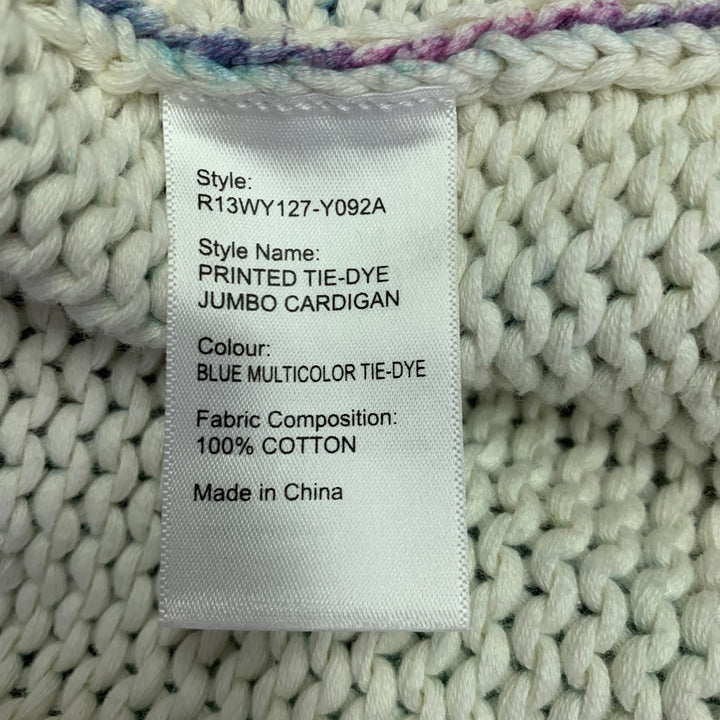 Style:
R13WY127-Y092A
Style Name:
PRINTED TIE-DYE
JUMBO CARDIGAN
Colour:
BLUE MULTICOLOR TIE-DYE
Fabric Composition:
100% COTTON
Made in China